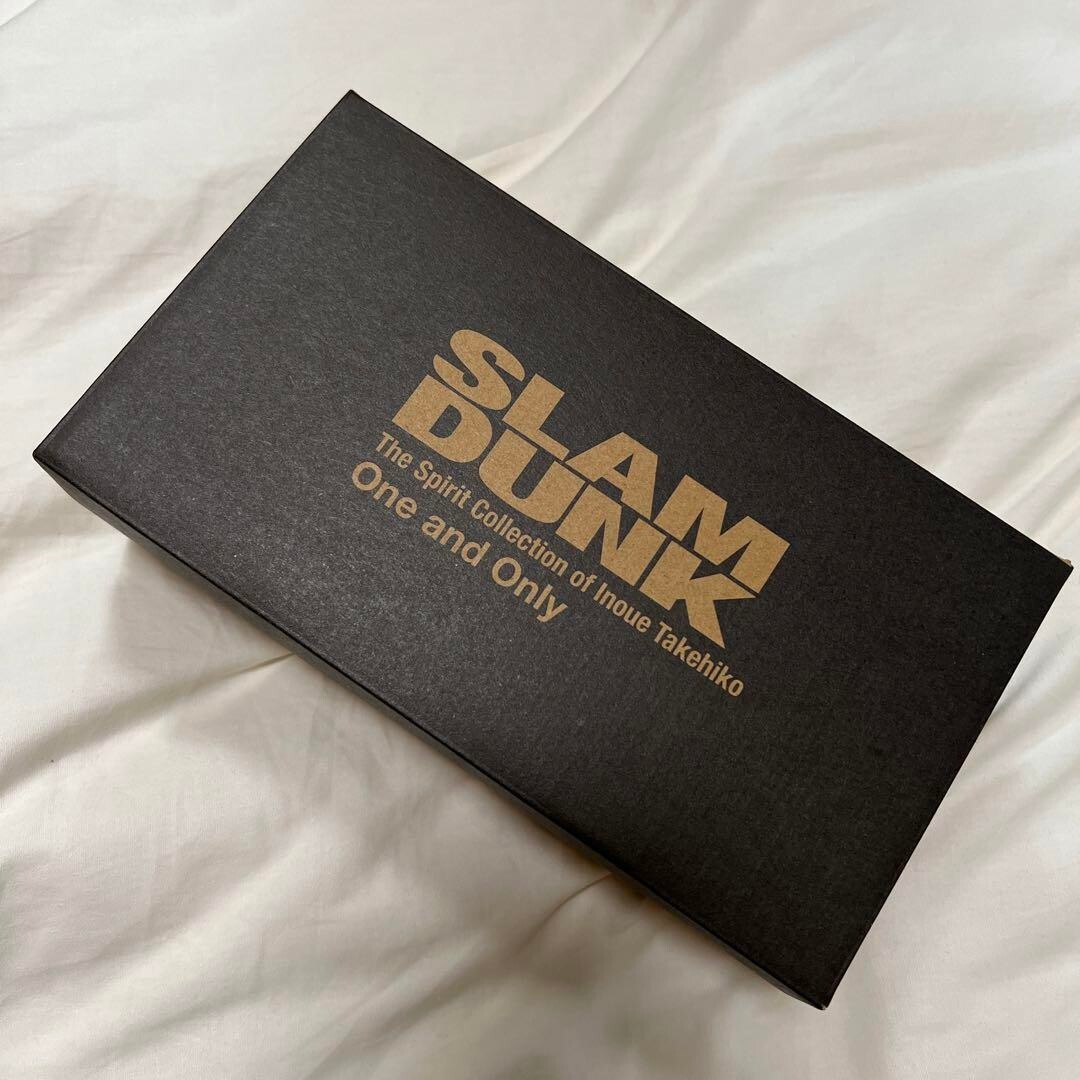 SLAM
DUNK
The Spirit Collection of Inoue Takehiko
One and Only